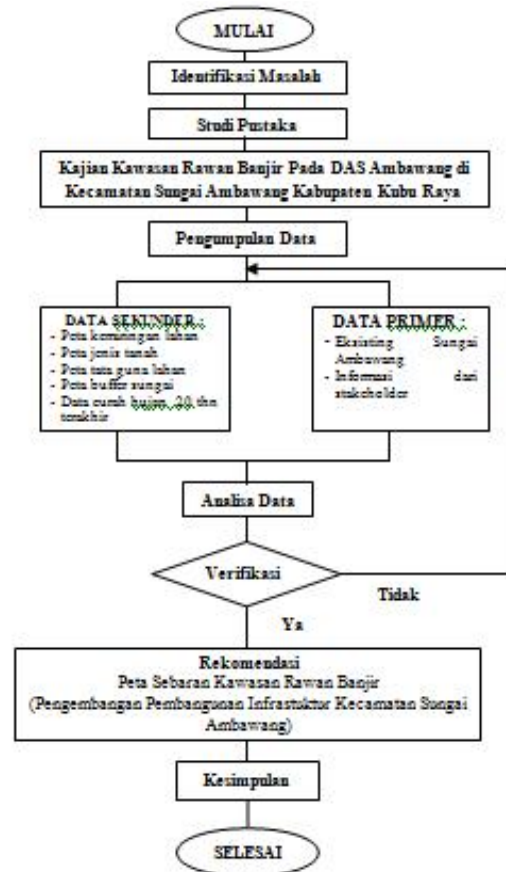 MULAI
Identifikasi Masalah
Studi Pustaka
Kajian Kawasan Rawan Banjir Pada DAS Ambawang di
Kecamatan Sungai Ambawang Kabupaten Kubu Raya
Pengumpulan Data
DATA SEKUNDER :
- Peta kemiringan lahan
- Peta jenis tanah
- Peta tata guna lahan
- Peta buffer sungai
- Data curah hujan 20 thn
terakhir
DATA PRIMER :
- Eksisting Sungai
Ambawang
- Informasi dari
stakeholder
Analisa Data
Verifikasi
Tidak
Ya
Rekomendasi
Peta Sebaran Kawasan Rawan Banjir
(Pengembangan Pembangunan Infrastuktur Kecamatan Sungai
Ambawang)
Kesimpulan
SELESAI